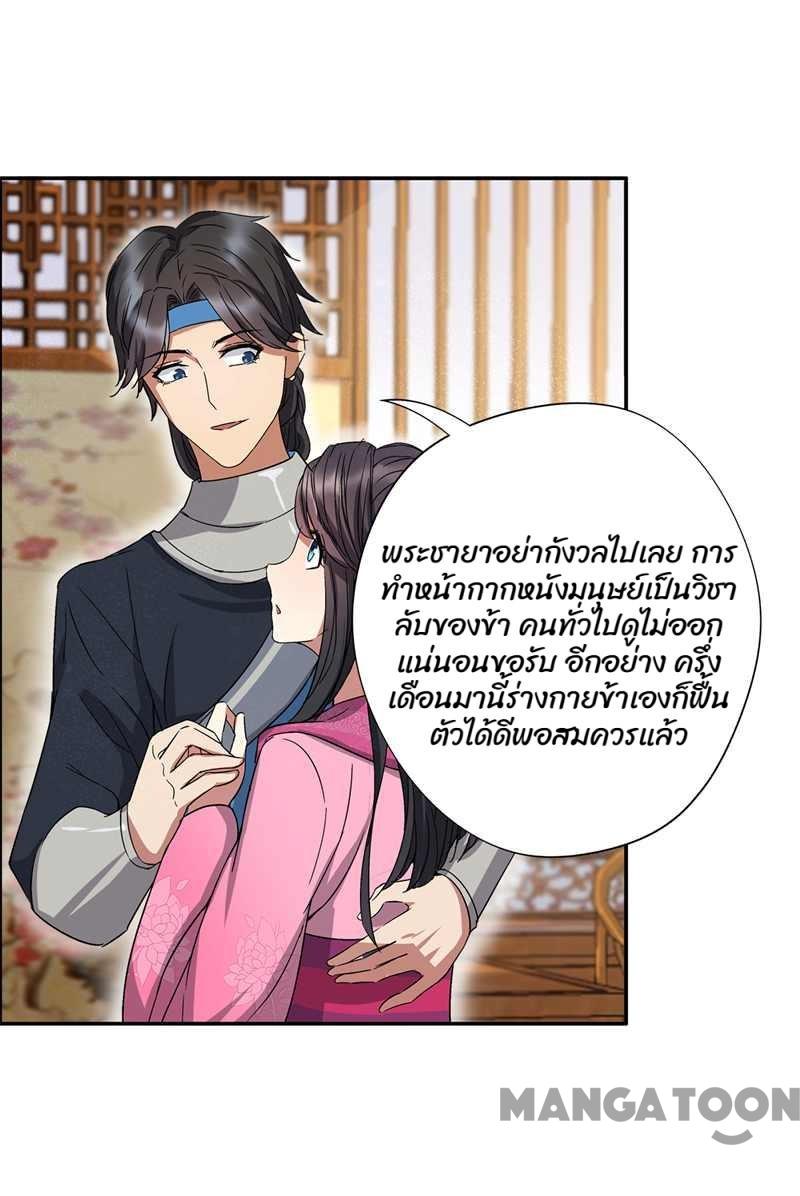 พระชายาอย่ากังวลไปเลย การ
ทำหน้ากากหนังมนุษย์เป็นวิชา
ลับของข้า คนทั่วไปดูไม่ออก
แน่นอนขอรับ อีกอย่าง ครึ่ง
เดือนมานี้ร่างกายข้าเองก็ฟื้น
ตัวได้ดีพอสมควรแล้ว
MANGATOON